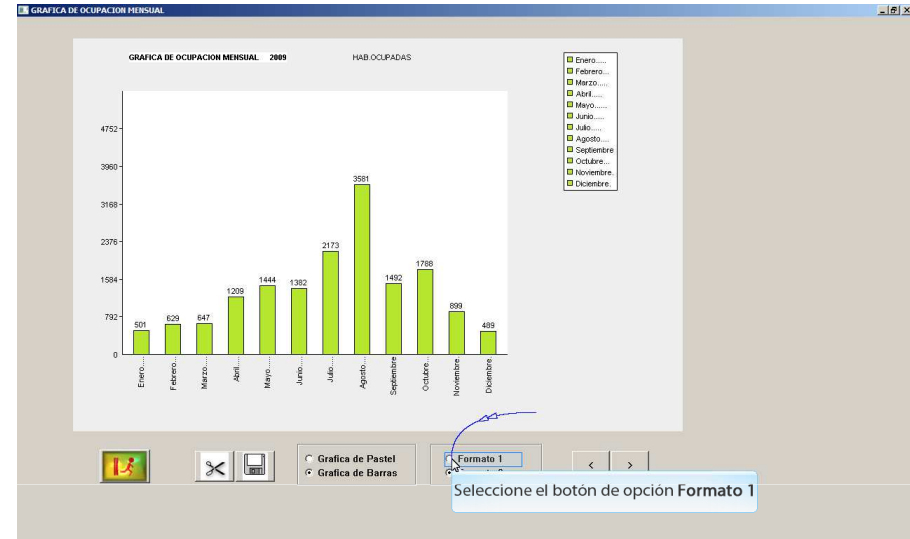 GRAFICA DE OCUPACION MENSUAL
GRAFICA DE OCUPACION MENSUAL 2009 HAB.OCUPADAS
Enero.....
Febrero...
Marzo.....
Abril.....
Mayo......
Junio.....
Julio.....
Agosto....
Septiembre
Octubre...
Noviembre.
Diciembre.
4752
3960
3168
2376
1584
792
0
501
629
647
1209
1444
1382
2173
3581
1492
1788
899
489
Enero.....
Febrero...
Marzo.....
Abril.....
Mayo......
Junio.....
Julio.....
Agosto....
Septiembre
Octubre...
Noviembre.
Diciembre.
Grafica de Pastel
Grafica de Barras
Formato 1
< >
Seleccione el botón de opción Formato 1